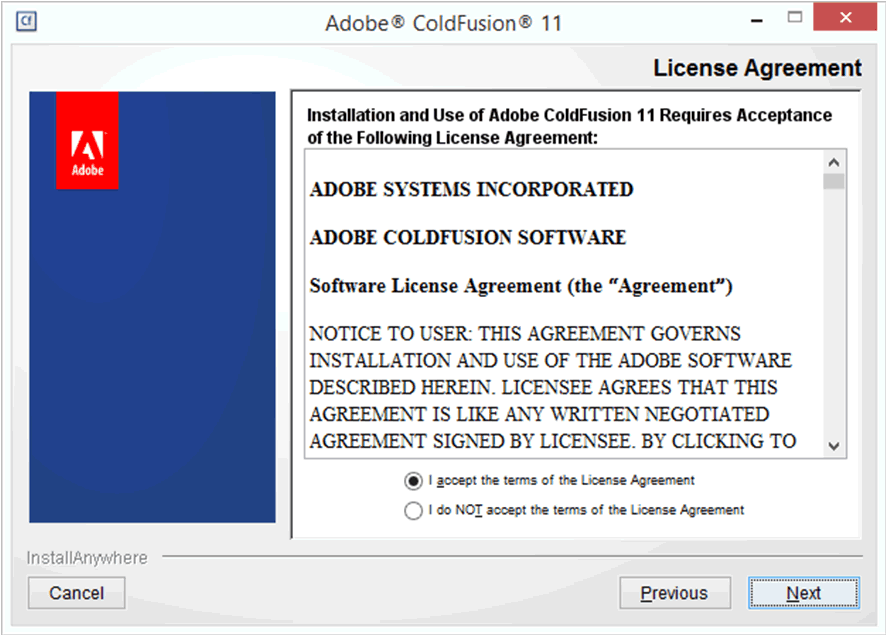 Cf
Adobe® ColdFusion® 11
License Agreement
Adobe
Installation and Use of Adobe ColdFusion 11 Requires Acceptance
of the Following License Agreement:
ADOBE SYSTEMS INCORPORATED
ADOBE COLDFUSION SOFTWARE
Software License Agreement (the “Agreement”)
NOTICE TO USER: THIS AGREEMENT GOVERNS
INSTALLATION AND USE OF THE ADOBE SOFTWARE
DESCRIBED HEREIN. LICENSEE AGREES THAT THIS
AGREEMENT IS LIKE ANY WRITTEN NEGOTIATED
AGREEMENT SIGNED BY LICENSEE. BY CLICKING TO
I accept the terms of the License Agreement
I do NOT accept the terms of the License Agreement
InstallAnywhere
Cancel
Previous
Next